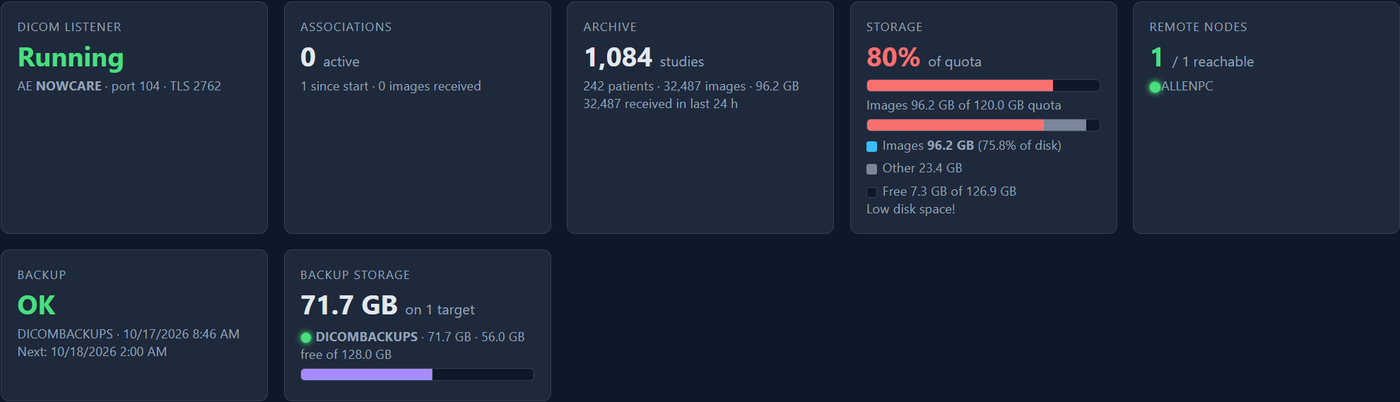 DICOM LISTENER
Running
AE NOWCARE · port 104 · TLS 2762
ASSOCIATIONS
0 active
1 since start · 0 images received
ARCHIVE
1,084 studies
242 patients · 32,487 images · 96.2 GB
32,487 received in last 24 h
STORAGE
80% of quota
Images 96.2 GB of 120.0 GB quota
Images 96.2 GB (75.8% of disk)
Other 23.4 GB
Free 7.3 GB of 126.9 GB
Low disk space!
REMOTE NODES
1 / 1 reachable
ALLENPC
BACKUP
OK
DICOMBACKUPS · 10/17/2026 8:46 AM
Next: 10/18/2026 2:00 AM
BACKUP STORAGE
71.7 GB on 1 target
DICOMBACKUPS · 71.7 GB · 56.0 GB
free of 128.0 GB